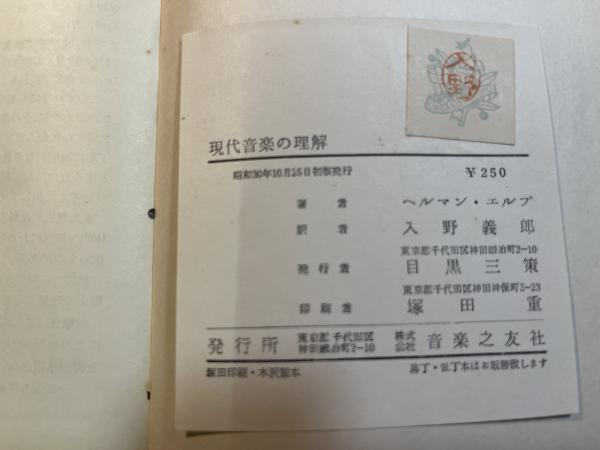 入野
現代音楽の理解
昭和30年10月25日初版発行 ￥250
著者 ヘルマン・エルプ
訳者 入野義郎
東京都千代田区神田鍛冶町2-10
発行者 目黒三策
東京都千代田区神田神保町2-23
印刷者 塚田重
発行所 東京都千代田区神田鍛冶町2-10 株式会社 音楽之友社
塚田印刷・本沢製本 落丁・乱丁本はお取替致します